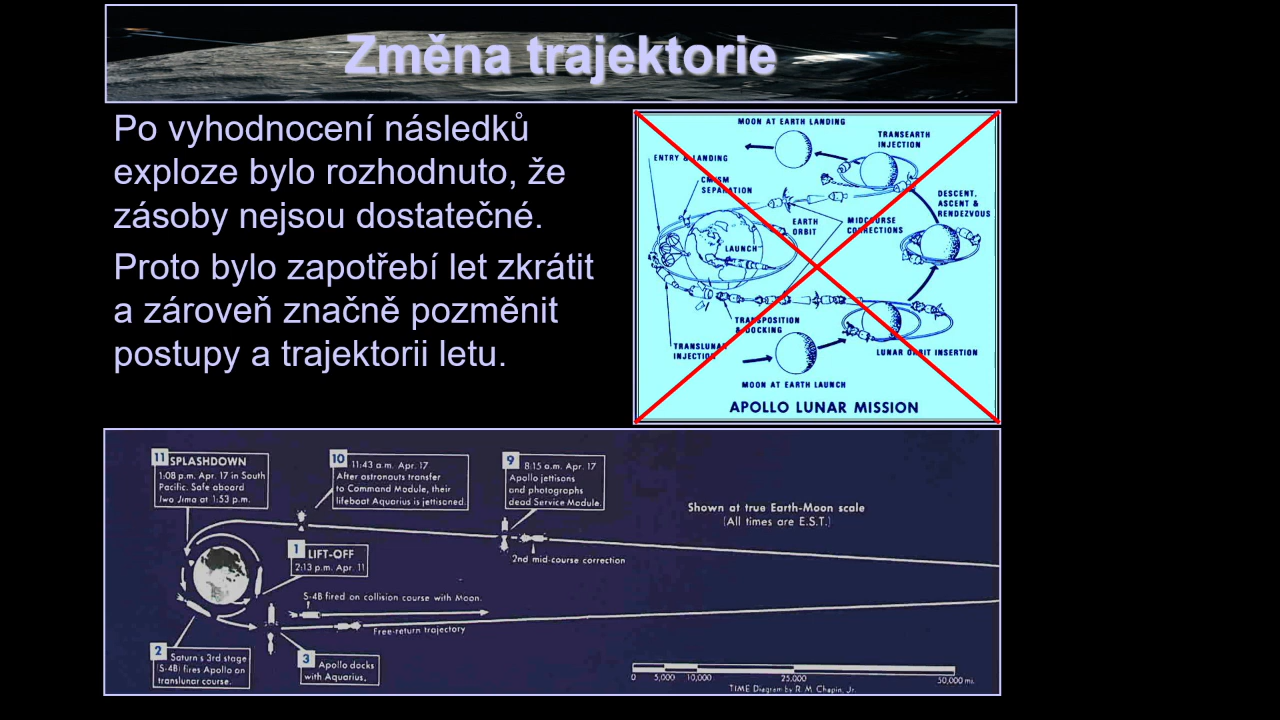 Změna trajektorie
Po vyhodnocení následků
exploze bylo rozhodnuto, že
zásoby nejsou dostatečné.
Proto bylo zapotřebí let zkrátit
a zároveň značně pozměnit
postupy a trajektorii letu.
MOON AT EARTH LANDING
TRANSEARTH
INJECTION
ENTRY & LANDING
CM/SM
SEPARATION
DESCENT,
ASCENT &
RENDEZVOUS
EARTH
ORBIT
MIDCOURSE
CORRECTIONS
LAUNCH
TRANSPOSITION
& DOCKING
TRANSLUNAR
INJECTION
LUNAR ORBIT INSERTION
MOON AT EARTH LAUNCH
APOLLO LUNAR MISSION
11 SPLASHDOWN
1:08 p.m. Apr. 17 in South
Pacific. Safe aboard
Iwo Jima at 1:53 p.m.
10 11:43 a.m. Apr. 17
After astronauts transfer
to Command Module, their
lifeboat Aquarius is jettisoned.
9 8:15 a.m. Apr. 17
Apollo jettisons
and photographs
dead Service Module.
Shown at true Earth-Moon scale
(All times are E.S.T.)
2nd mid-course correction
1 LIFT-OFF
2:13 p.m. Apr. 11
S-4B fired on collision course with Moon.
Free-return trajectory
2 Saturn's 3rd stage
(S-4B) fires Apollo on
translunar course.
3 Apollo docks
with Aquarius.
0 5,000 10,000 25,000 50,000 mi.
TIME Diagram by R. M. Chapin, Jr.